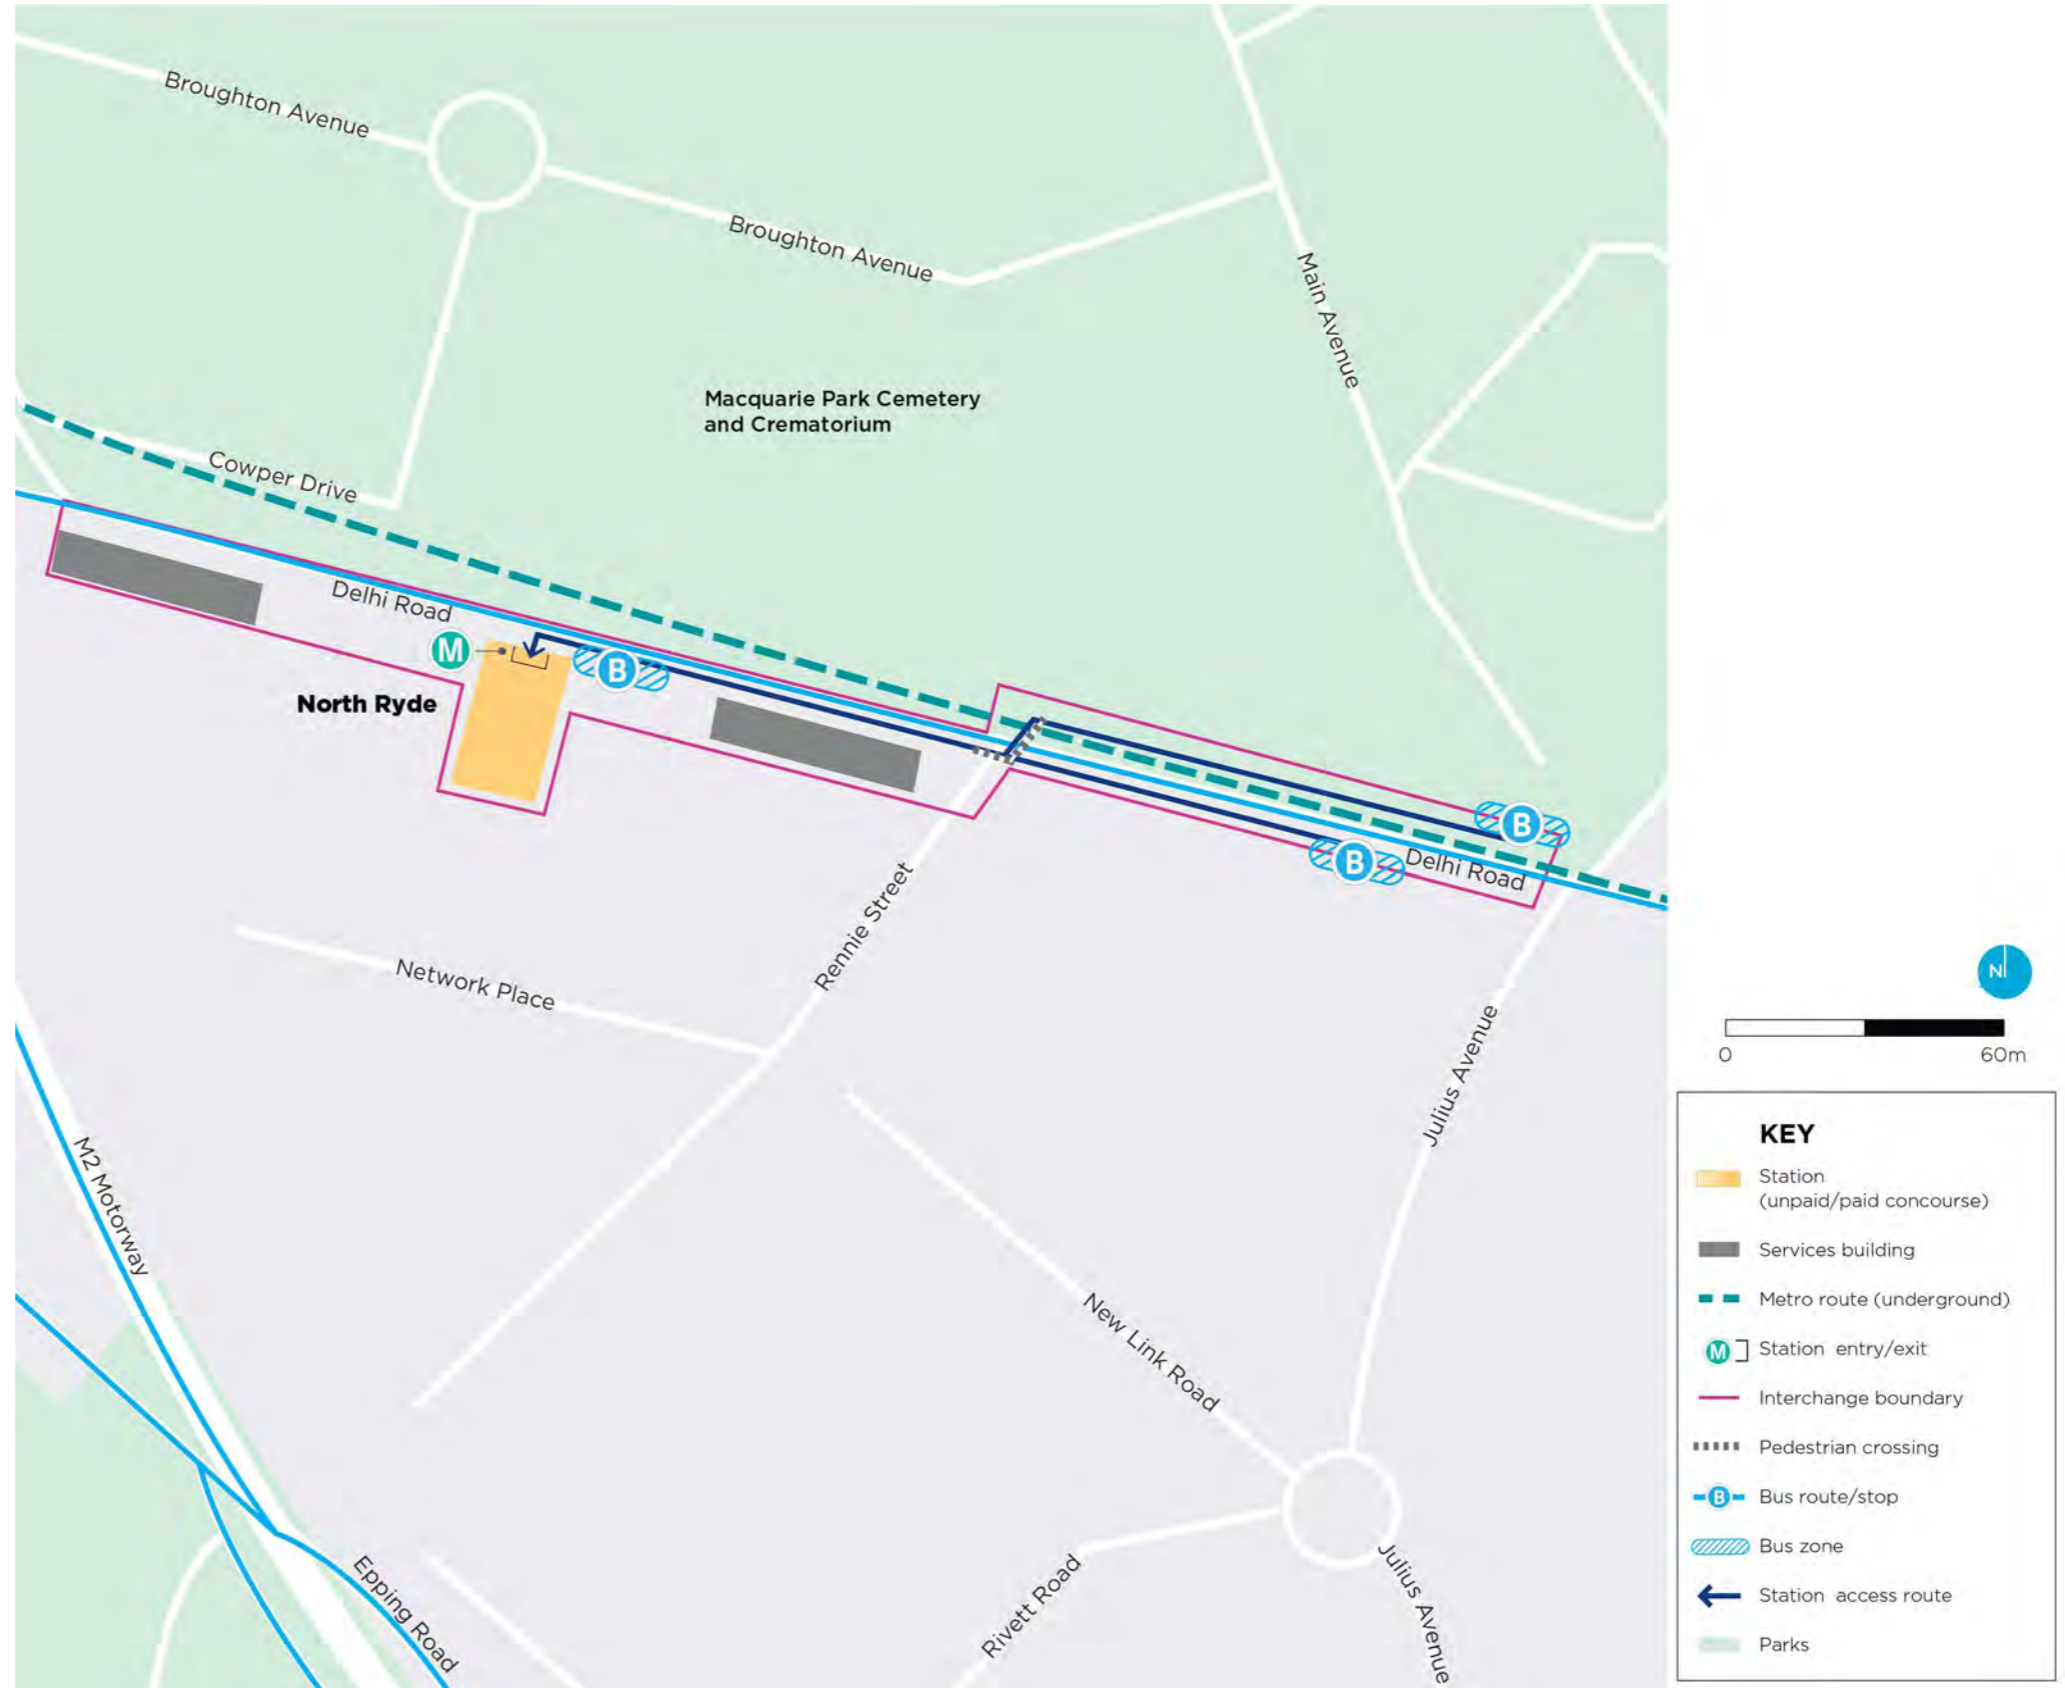 Broughton Avenue
Broughton Avenue
Main Avenue
Macquarie Park Cemetery
and Crematorium
Cowper Drive
Delhi Road
M
B
North Ryde
B
B
Delhi Road
Rennie Street
Network Place
Julius Avenue
M2 Motorway
New Link Road
Epping Road
Rivett Road
Julius Avenue
N
0 60m
KEY
Station
(unpaid/paid concourse)
Services building
Metro route (underground)
M Station entry/exit
Interchange boundary
Pedestrian crossing
B Bus route/stop
Bus zone
Station access route
Parks